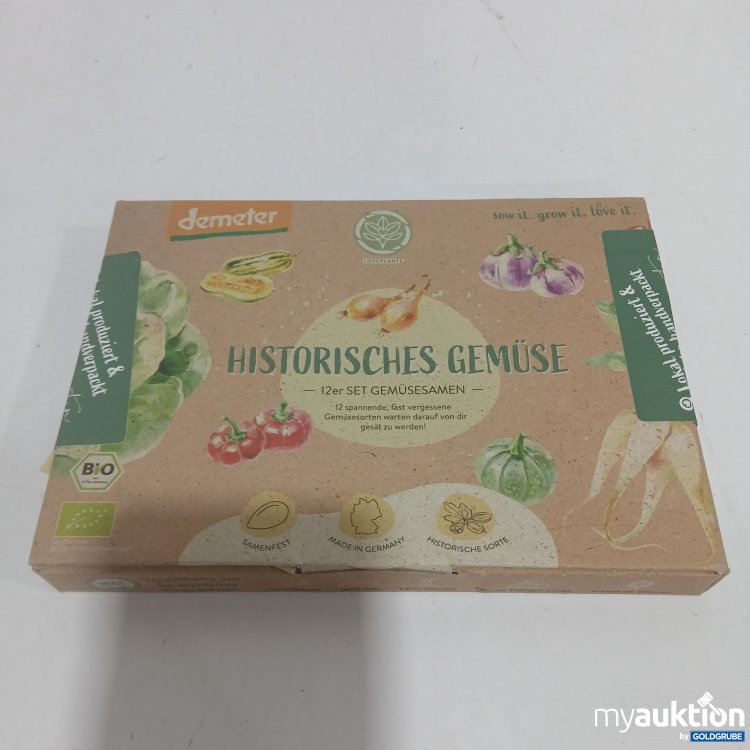 demeter
LOVEPLANTS
sow it. grow it. love it.
produziert &
handverpackt
lokal produziert &
handverpackt
HISTORISCHES GEMÜSE
12er SET GEMÜSESAMEN
12 spannende, fast vergessene
Gemüsesorten warten darauf von dir
gesät zu werden!
BiO
SAMENFEST
MADE IN GERMANY
HISTORISCHE SORTE
myauktion
by GOLDGRUBE